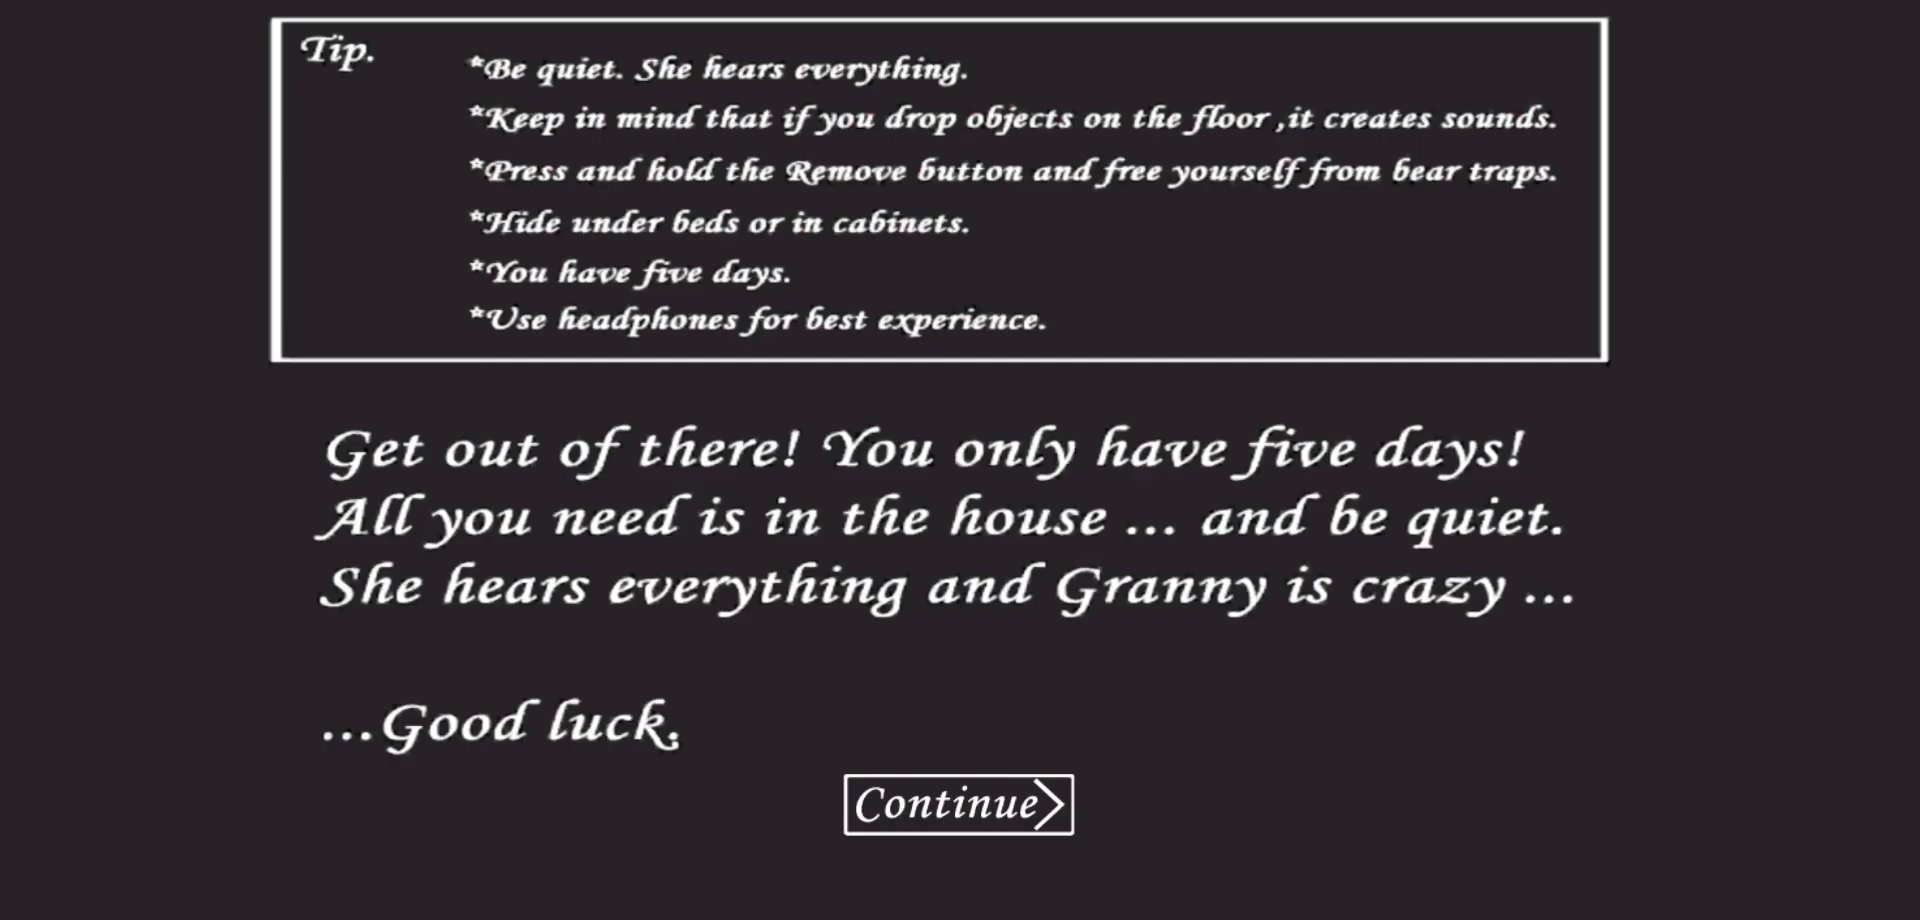 Tip.
*Be quiet. She hears everything.
*Keep in mind that if you drop objects on the floor ,it creates sounds.
*Press and hold the Remove button and free yourself from bear traps.
*Hide under beds or in cabinets.
*You have five days.
*Use headphones for best experience.
Get out of there! You only have five days!
All you need is in the house ... and be quiet.
She hears everything and Granny is crazy ...
...Good luck.
Continue>